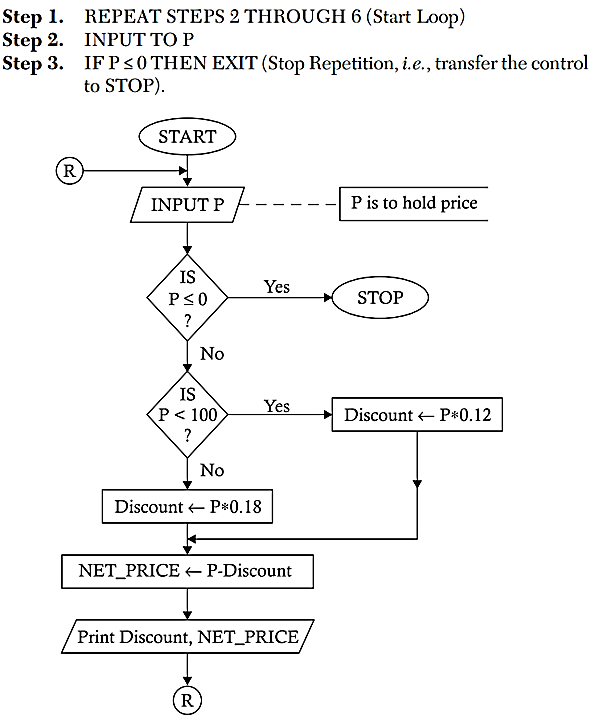 Step 1. REPEAT STEPS 2 THROUGH 6 (Start Loop)
Step 2. INPUT TO P
Step 3. IF P ≤ 0 THEN EXIT (Stop Repetition, i.e., transfer the control
to STOP).
START
R
INPUT P
P is to hold price
IS
P ≤ 0
?
Yes
STOP
No
IS
P < 100
?
Yes
Discount ← P*0.12
No
Discount ← P*0.18
NET_PRICE ← P-Discount
Print Discount, NET_PRICE
R